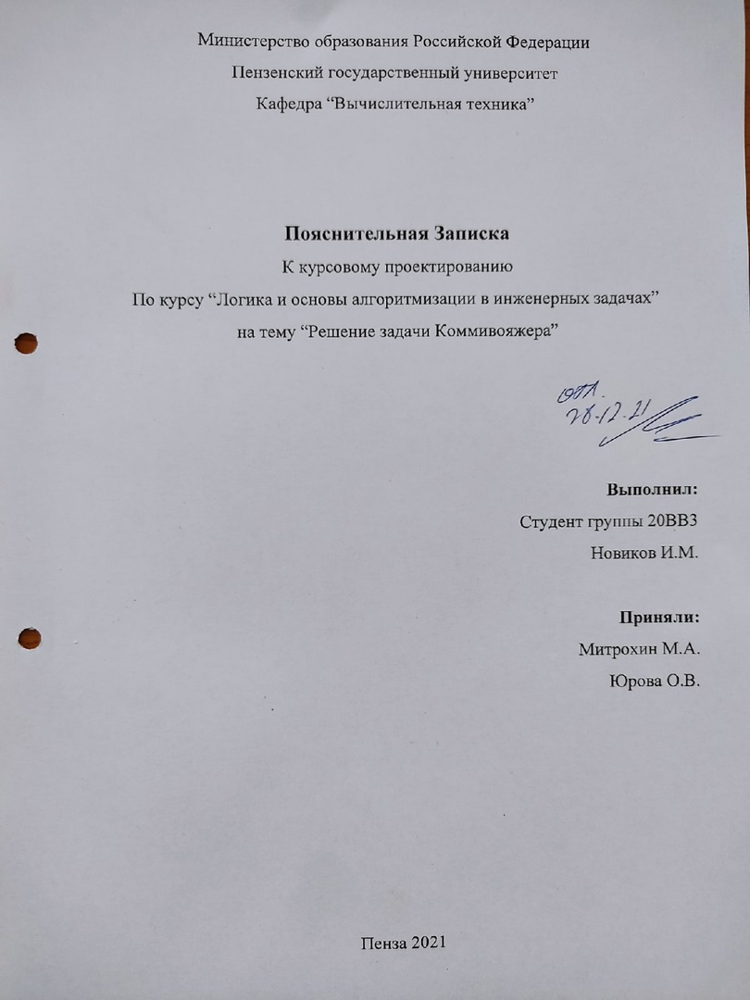 Министерство образования Российской Федерации
Пензенский государственный университет
Кафедра “Вычислительная техника”
Пояснительная Записка
К курсовому проектированию
По курсу “Логика и основы алгоритмизации в инженерных задачах”
на тему “Решение задачи Коммивояжера”
отл.
28.12.21
Выполнил:
Студент группы 20ВВ3
Новиков И.М.
Приняли:
Митрохин М.А.
Юрова О.В.
Пенза 2021